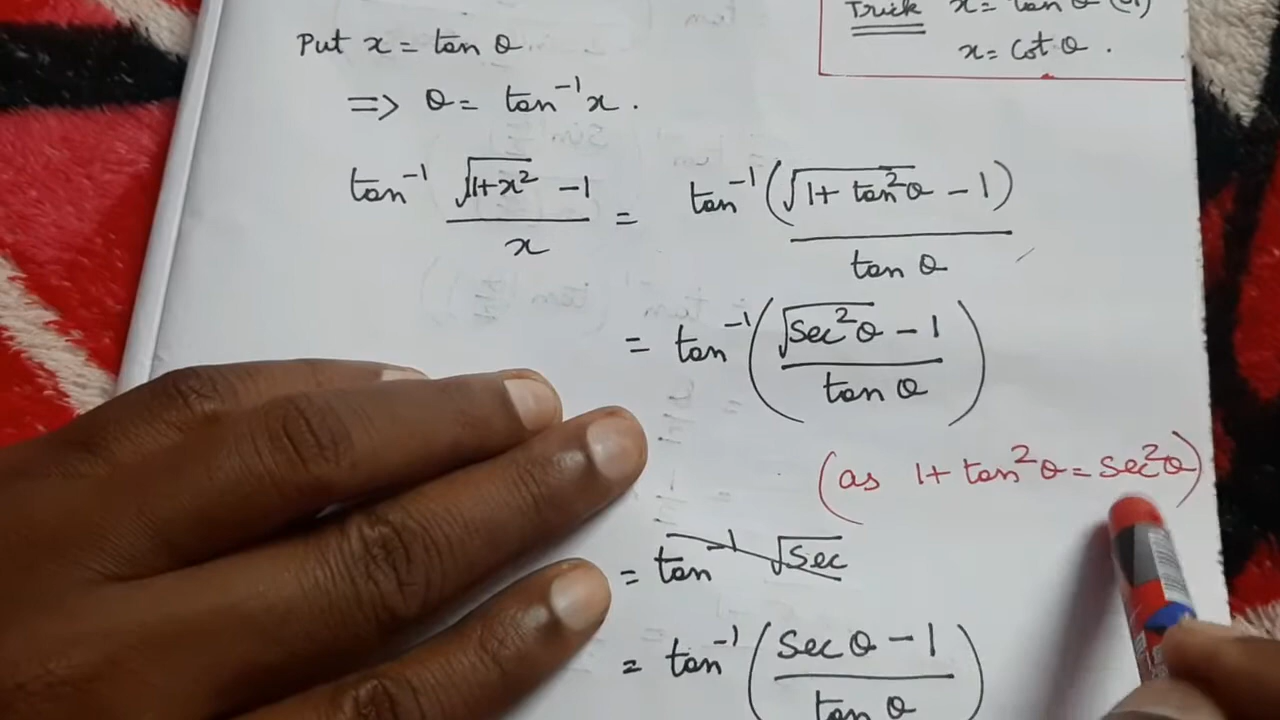 Trick x = tan θ (or)
x = cot θ .
Put x = tan θ
=> θ = tan⁻¹ x .
tan⁻¹ (√(1+x²) - 1)/x = tan⁻¹ (√(1 + tan²θ) - 1)/tan θ
= tan⁻¹ ((√(sec²θ) - 1)/tan θ)
(as 1 + tan²θ = sec²θ)
= tan⁻¹ √sec
= tan⁻¹ ((sec θ - 1)/tan θ)